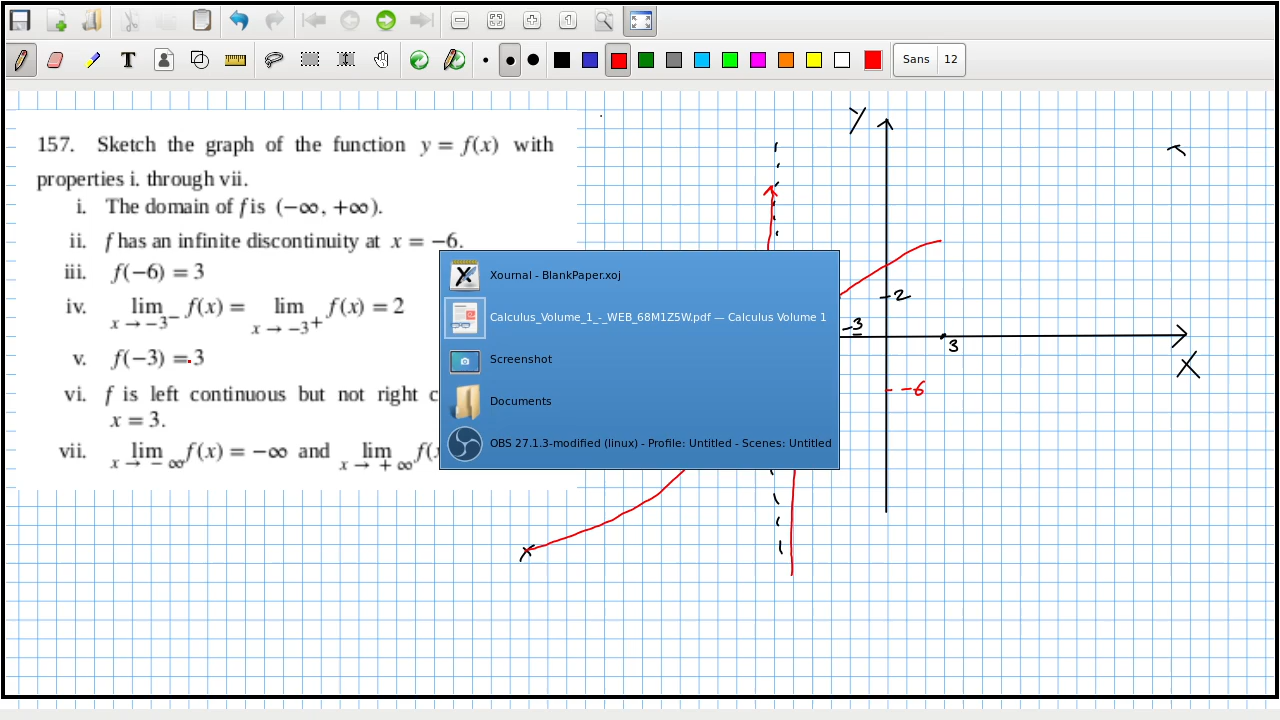 Sans 12
157. Sketch the graph of the function y = f(x) with
properties i. through vii.
i. The domain of f is (−∞, +∞).
ii. f has an infinite discontinuity at x = −6.
iii. f(−6) = 3
iv. lim x → −3⁻ f(x) = lim x → −3⁺ f(x) = 2
v. f(−3) = 3
vi. f is left continuous but not right c
x = 3.
vii. lim x → − ∞ f(x) = −∞ and lim x → + ∞ f(
Xournal - BlankPaper.xoj
Calculus_Volume_1_-_WEB_68M1Z5W.pdf — Calculus Volume 1
Screenshot
Documents
OBS 27.1.3-modified (linux) - Profile: Untitled - Scenes: Untitled
Y
2
-3
3
-6
X